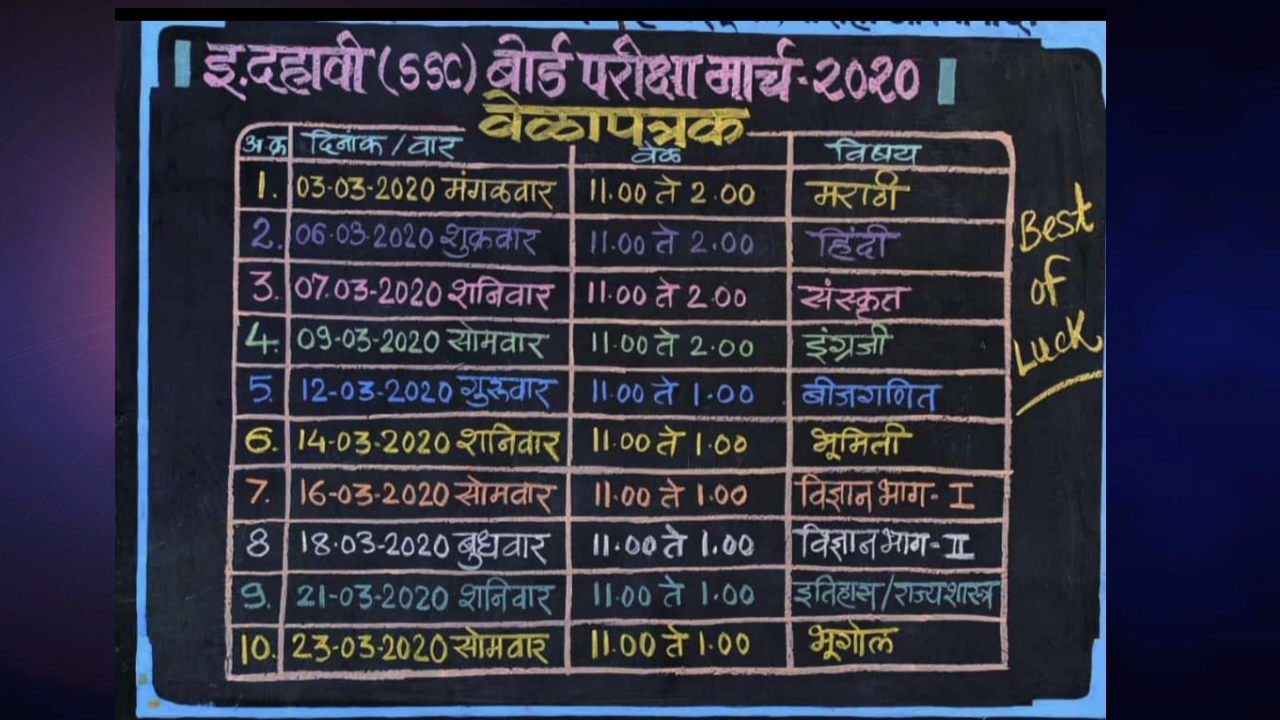 इ.दहावी (SSC) बोर्ड परीक्षा मार्च-2020
वेळापत्रक
अ.क्र दिनांक/वार वेळ विषय
1. 03-03-2020 मंगळवार 11.00 ते 2.00 मराठी
2. 06-03-2020 शुक्रवार 11.00 ते 2.00 हिंदी
3. 07.03-2020 शनिवार 11.00 ते 2.00 संस्कृत
4. 09-03-2020 सोमवार 11.00 ते 2.00 इंग्रजी
5. 12-03-2020 गुरूवार 11.00 ते 1.00 बीजगणित
6. 14-03-2020 शनिवार 11.00 ते 1.00 भूमिती
7. 16-03-2020 सोमवार 11.00 ते 1.00 विज्ञान भाग-I
8 18.03-2020 बुधवार 11.00 ते 1.00 विज्ञान भाग-II
9. 21-03-2020 शनिवार 11.00 ते 1.00 इतिहास/राज्यशास्त्र
10. 23-03-2020 सोमवार 11.00 ते 1.00 भूगोल
Best
of
Luck